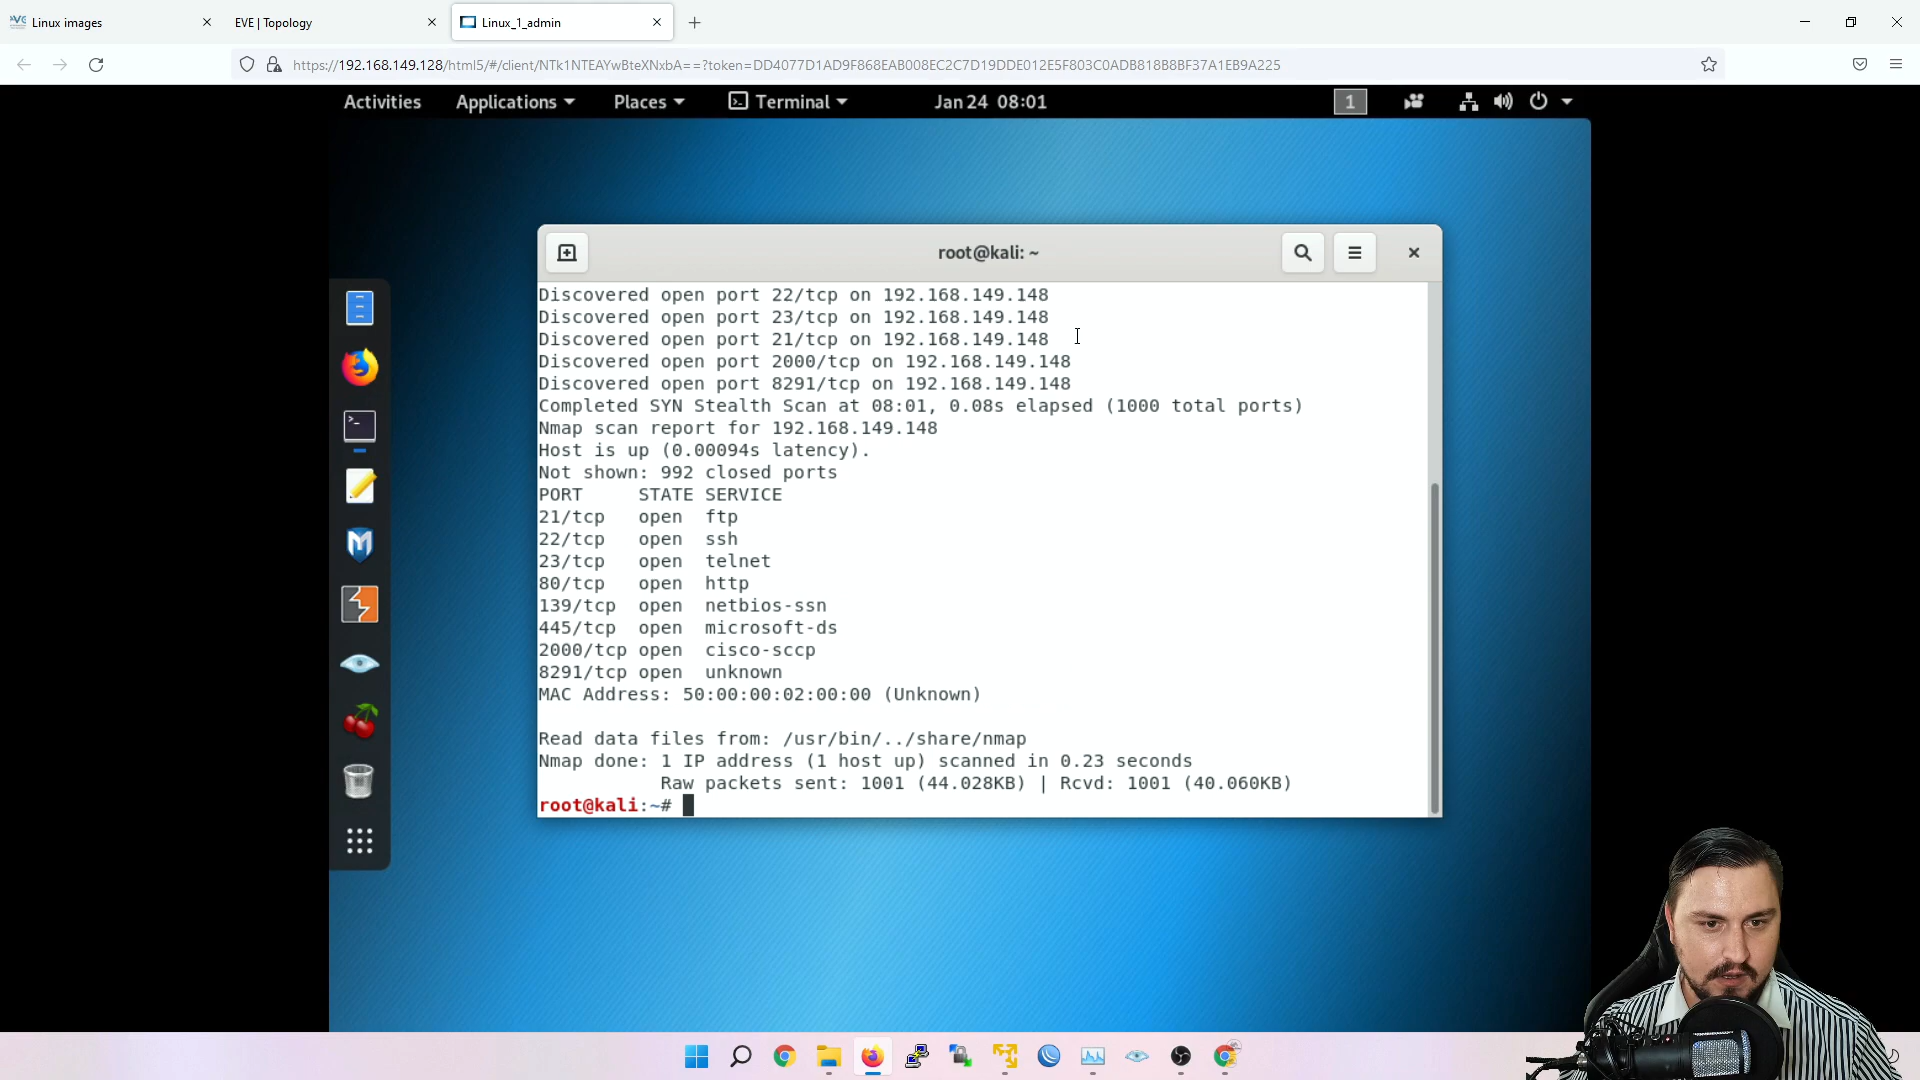 Linux images
EVE | Topology
Linux_1_admin
https://192.168.149.128/html5/#/client/NTk1NTEAYwBteXNxbA==?token=DD4077D1AD9F868EAB008EC2C7D19DDE012E5F803C0ADB818B8BF37A1EB9A225
Activities Applications Places Terminal Jan 24 08:01 1
root@kali: ~
Discovered open port 22/tcp on 192.168.149.148
Discovered open port 23/tcp on 192.168.149.148
Discovered open port 21/tcp on 192.168.149.148
Discovered open port 2000/tcp on 192.168.149.148
Discovered open port 8291/tcp on 192.168.149.148
Completed SYN Stealth Scan at 08:01, 0.08s elapsed (1000 total ports)
Nmap scan report for 192.168.149.148
Host is up (0.00094s latency).
Not shown: 992 closed ports
PORT STATE SERVICE
21/tcp open ftp
22/tcp open ssh
23/tcp open telnet
80/tcp open http
139/tcp open netbios-ssn
445/tcp open microsoft-ds
2000/tcp open cisco-sccp
8291/tcp open unknown
MAC Address: 50:00:00:02:00:00 (Unknown)
Read data files from: /usr/bin/../share/nmap
Nmap done: 1 IP address (1 host up) scanned in 0.23 seconds
Raw packets sent: 1001 (44.028KB) | Rcvd: 1001 (40.060KB)
root@kali:~#